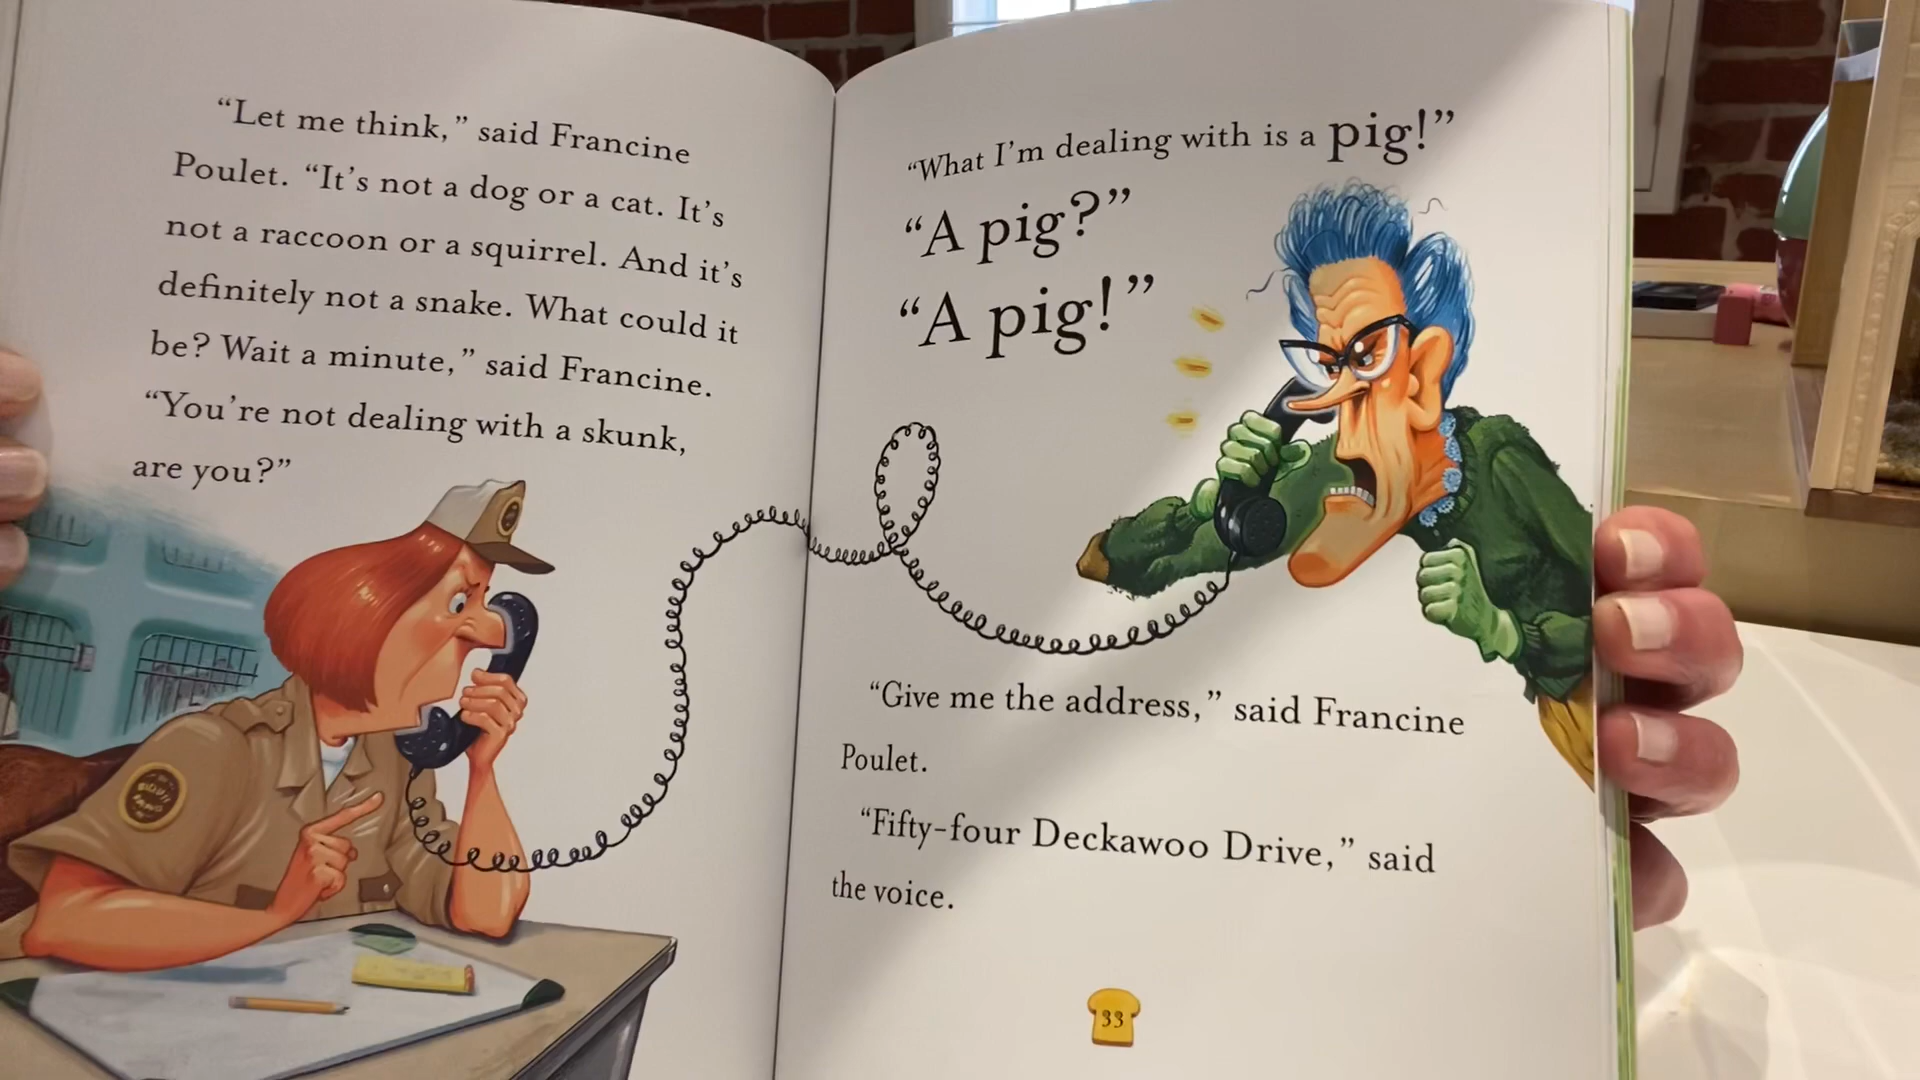 “Let me think,” said Francine
Poulet. “It’s not a dog or a cat. It’s
not a raccoon or a squirrel. And it’s
definitely not a snake. What could it
be? Wait a minute,” said Francine.
“You’re not dealing with a skunk,
are you?”
“What I’m dealing with is a pig!”
“A pig?”
“A pig!”
“Give me the address,” said Francine
Poulet.
“Fifty-four Deckawoo Drive,” said
the voice.
33